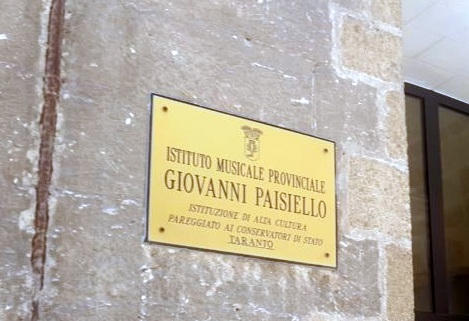 ISTITUTO MUSICALE PROVINCIALE
GIOVANNI PAISIELLO
ISTITUZIONE DI ALTA CULTURA
PAREGGIATO AI CONSERVATORI DI STATO
TARANTO